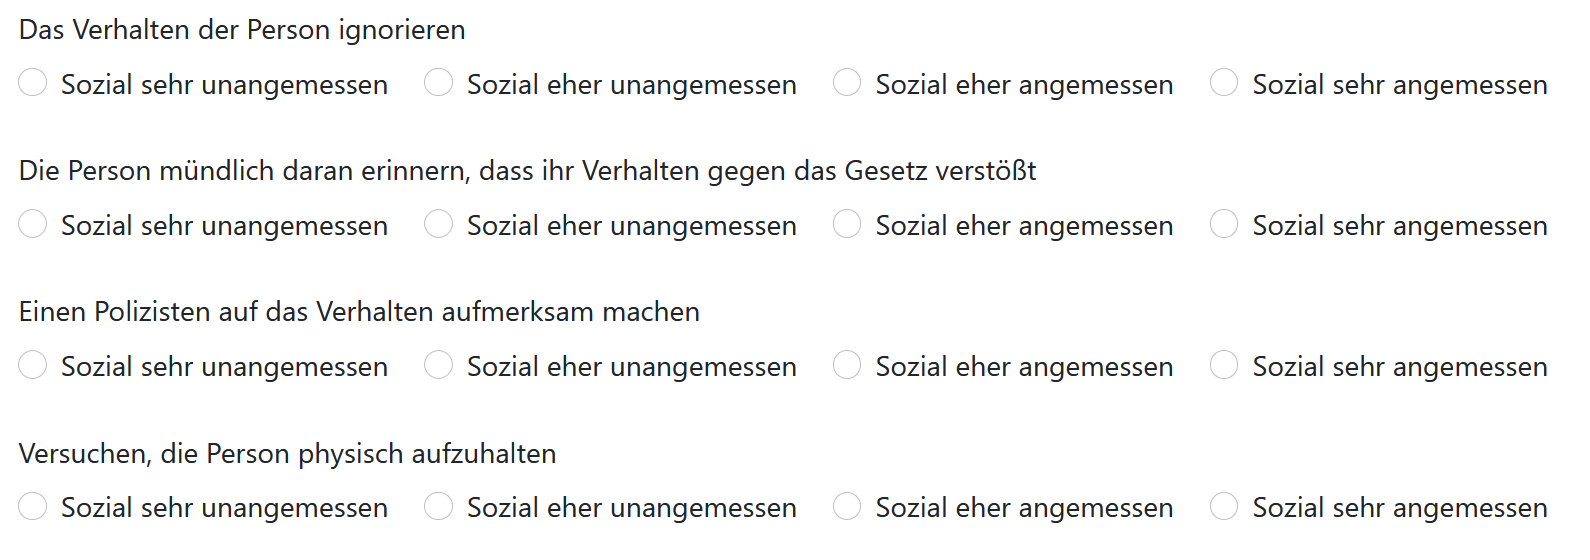 Das Verhalten der Person ignorieren
Sozial sehr unangemessen Sozial eher unangemessen Sozial eher angemessen Sozial sehr angemessen
Die Person mündlich daran erinnern, dass ihr Verhalten gegen das Gesetz verstößt
Sozial sehr unangemessen Sozial eher unangemessen Sozial eher angemessen Sozial sehr angemessen
Einen Polizisten auf das Verhalten aufmerksam machen
Sozial sehr unangemessen Sozial eher unangemessen Sozial eher angemessen Sozial sehr angemessen
Versuchen, die Person physisch aufzuhalten
Sozial sehr unangemessen Sozial eher unangemessen Sozial eher angemessen Sozial sehr angemessen